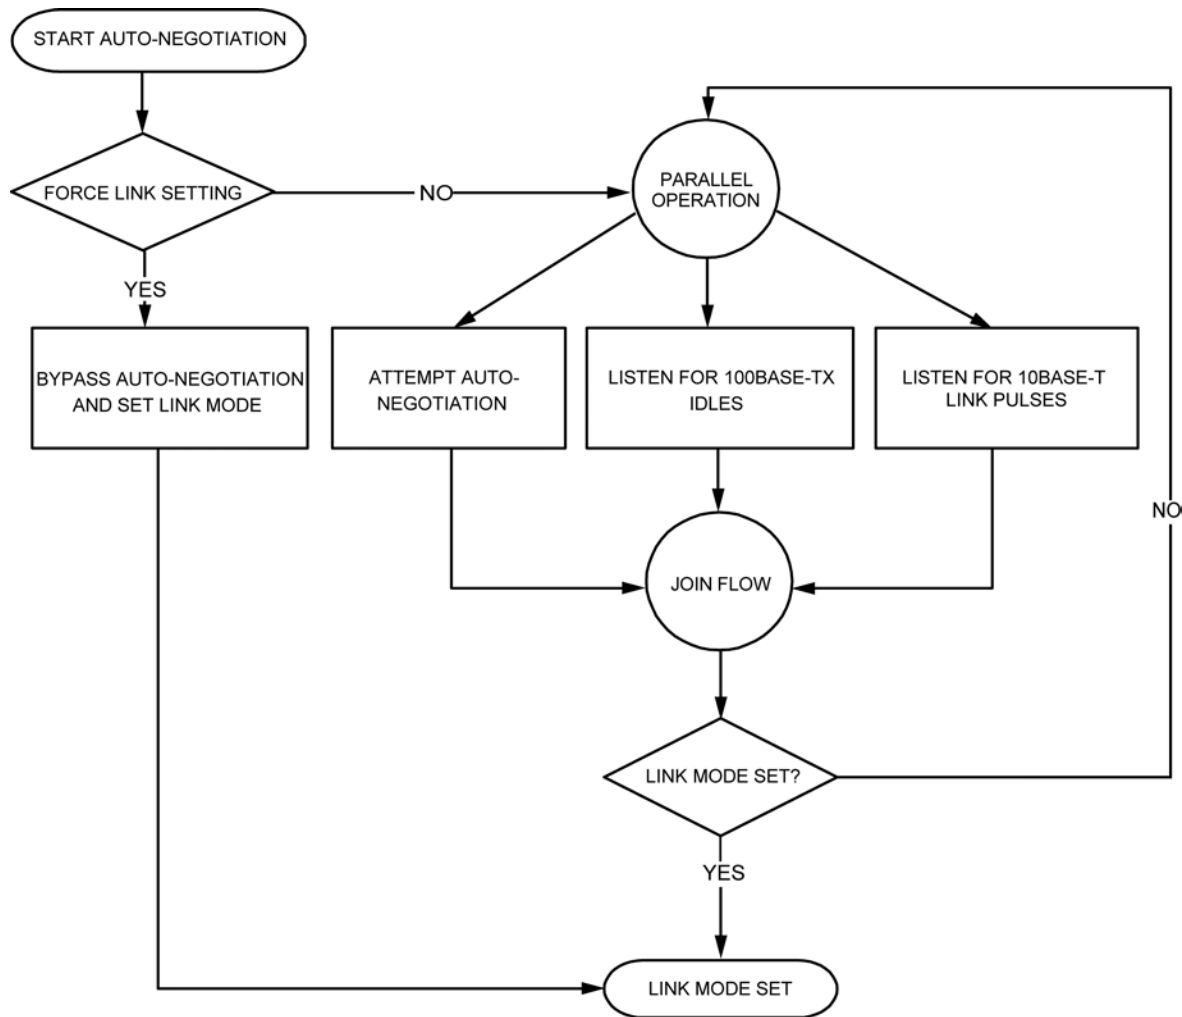 START AUTO-NEGOTIATION
FORCE LINK SETTING
NO
PARALLEL
OPERATION
YES
BYPASS AUTO-NEGOTIATION
AND SET LINK MODE
ATTEMPT AUTO-
NEGOTIATION
LISTEN FOR 100BASE-TX
IDLES
LISTEN FOR 10BASE-T
LINK PULSES
NO
JOIN FLOW
LINK MODE SET?
YES
LINK MODE SET